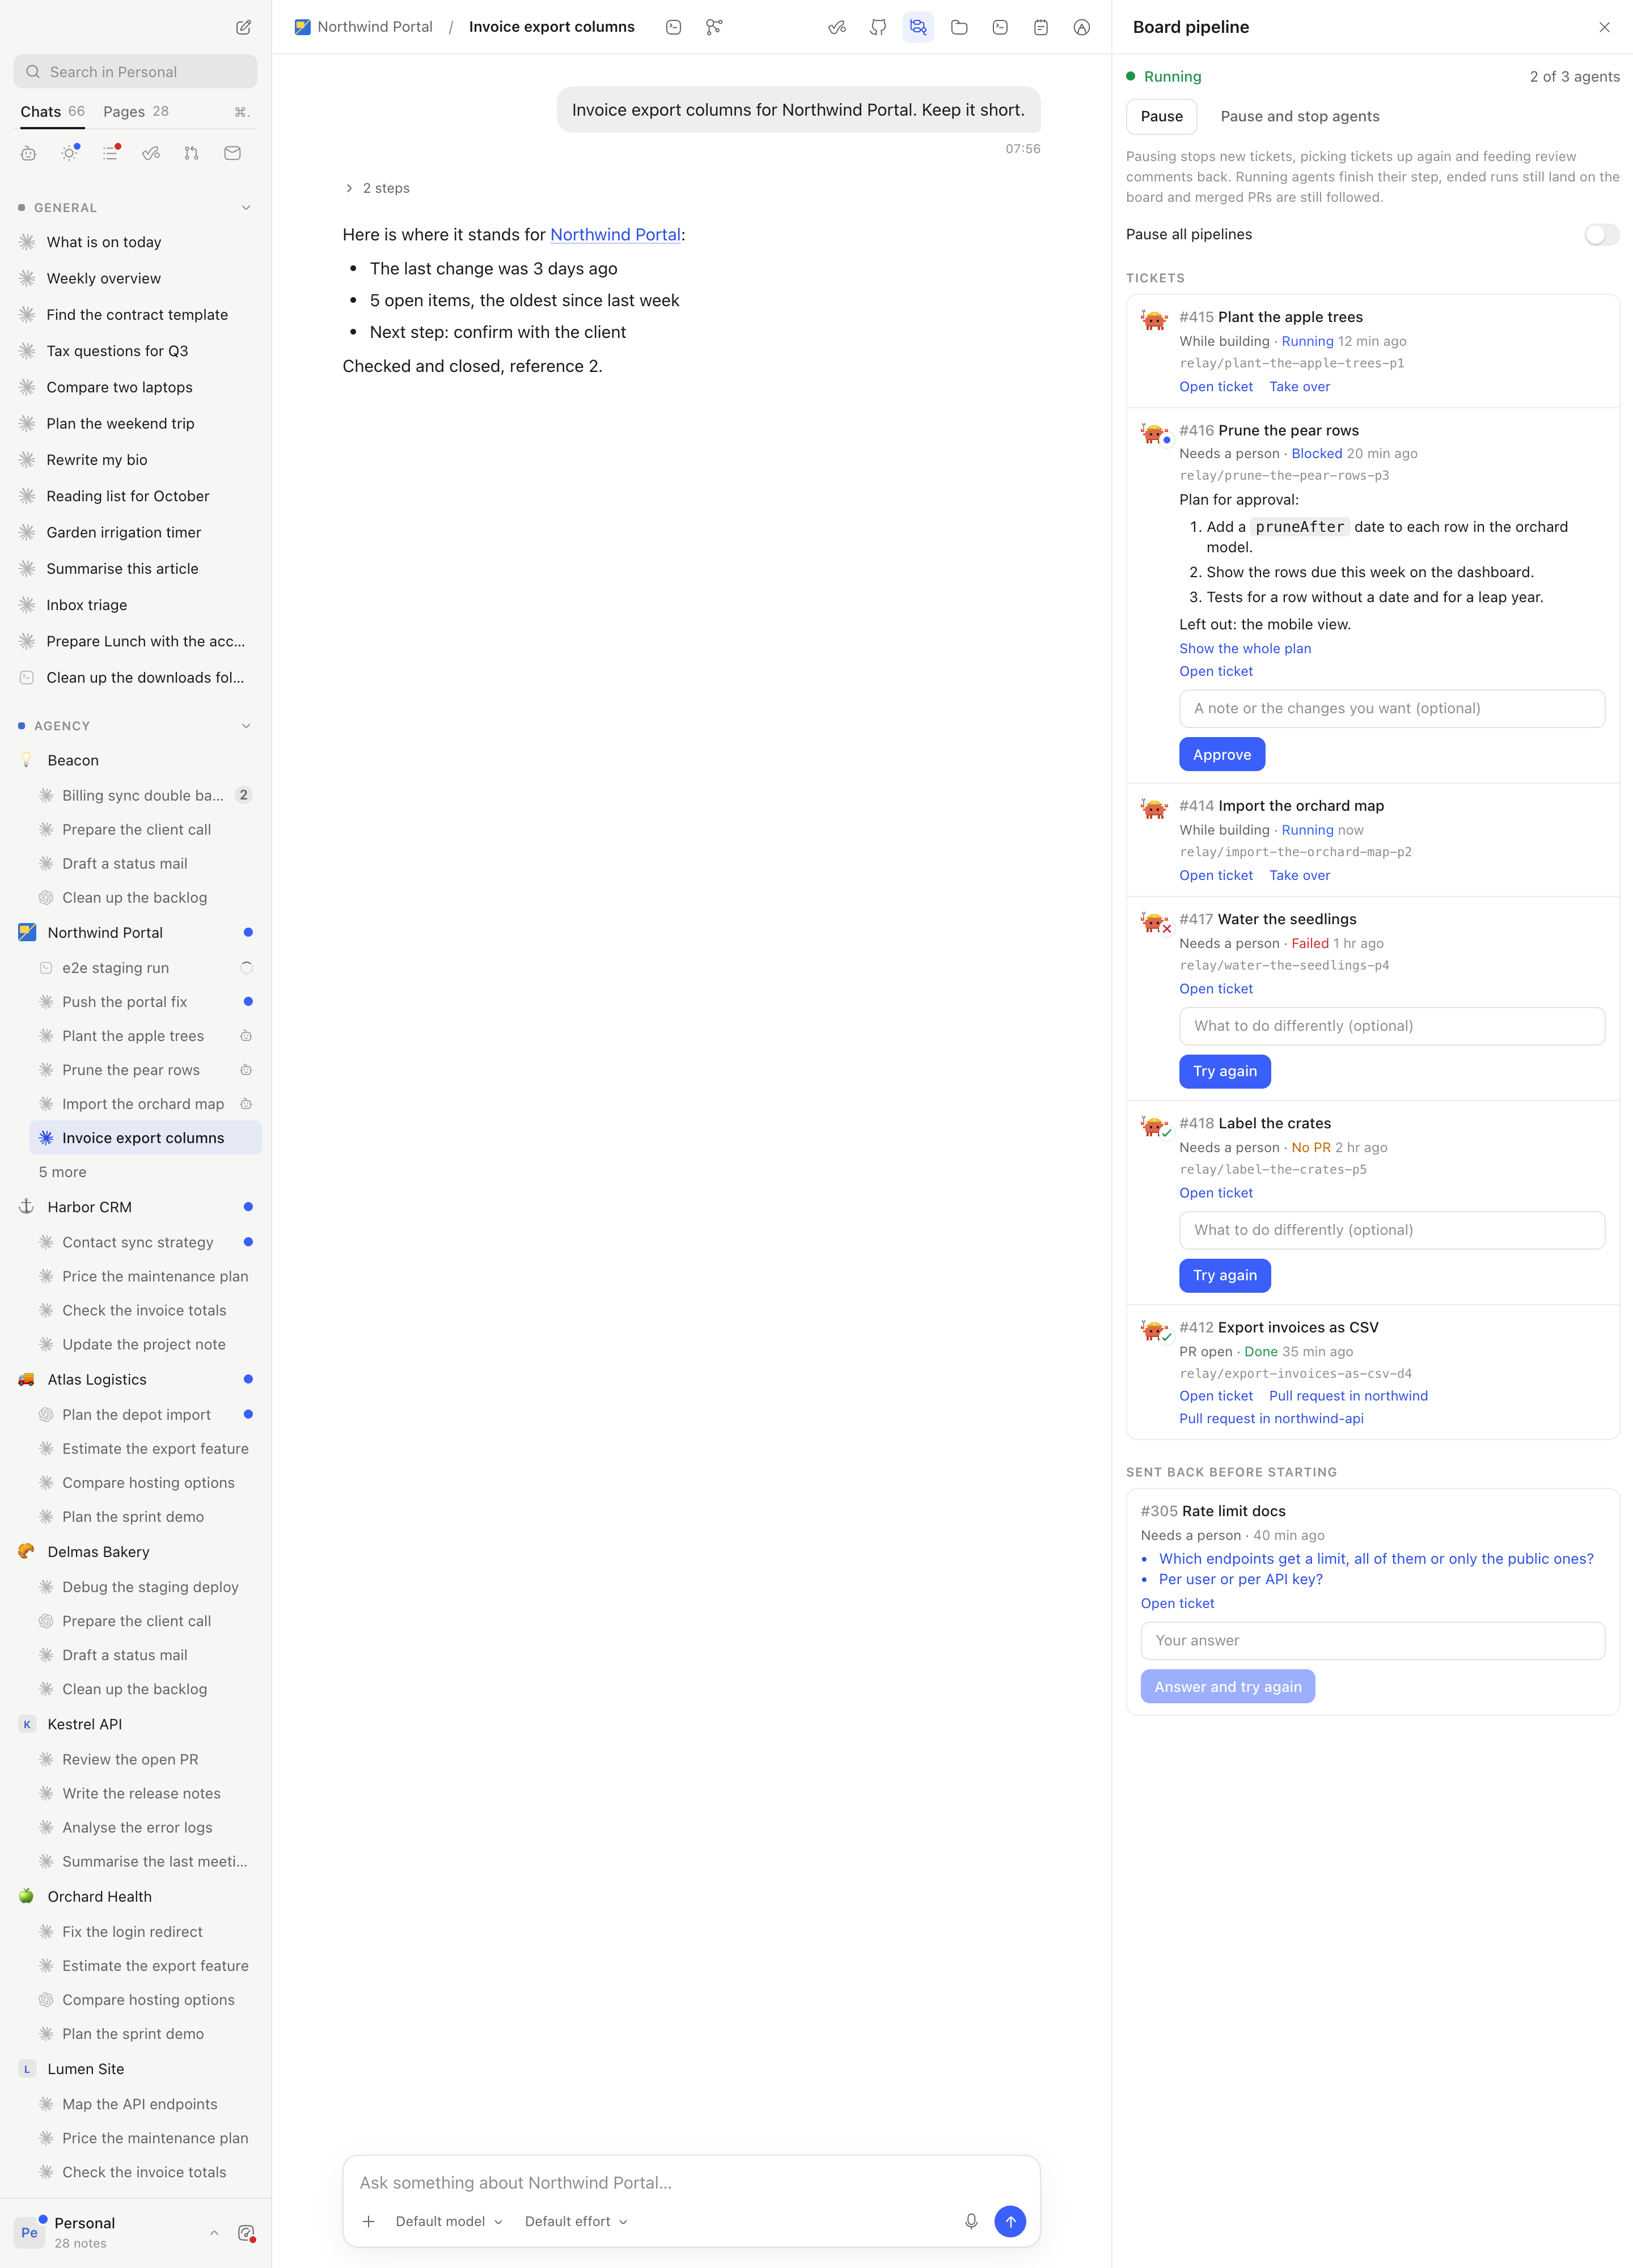 Search in Personal
Chats 66 Pages 28 ⌘.
GENERAL
What is on today
Weekly overview
Find the contract template
Tax questions for Q3
Compare two laptops
Plan the weekend trip
Rewrite my bio
Reading list for October
Garden irrigation timer
Summarise this article
Inbox triage
Prepare Lunch with the acc...
Clean up the downloads fol...
AGENCY
Beacon
Billing sync double ba... 2
Prepare the client call
Draft a status mail
Clean up the backlog
Northwind Portal
e2e staging run
Push the portal fix
Plant the apple trees
Prune the pear rows
Import the orchard map
Invoice export columns
5 more
Harbor CRM
Contact sync strategy
Price the maintenance plan
Check the invoice totals
Update the project note
Atlas Logistics
Plan the depot import
Estimate the export feature
Compare hosting options
Plan the sprint demo
Delmas Bakery
Debug the staging deploy
Prepare the client call
Draft a status mail
Clean up the backlog
K Kestrel API
Review the open PR
Write the release notes
Analyse the error logs
Summarise the last meeti...
Orchard Health
Fix the login redirect
Estimate the export feature
Compare hosting options
Plan the sprint demo
L Lumen Site
Map the API endpoints
Price the maintenance plan
Check the invoice totals
Pe Personal
28 notes
Northwind Portal / Invoice export columns
Invoice export columns for Northwind Portal. Keep it short.
07:56
2 steps
Here is where it stands for Northwind Portal:
• The last change was 3 days ago
• 5 open items, the oldest since last week
• Next step: confirm with the client
Checked and closed, reference 2.
Ask something about Northwind Portal...
Default model Default effort
Board pipeline
Running 2 of 3 agents
Pause Pause and stop agents
Pausing stops new tickets, picking tickets up again and feeding review
comments back. Running agents finish their step, ended runs still land on the
board and merged PRs are still followed.
Pause all pipelines
TICKETS
#415 Plant the apple trees
While building · Running 12 min ago
relay/plant-the-apple-trees-p1
Open ticket Take over
#416 Prune the pear rows
Needs a person · Blocked 20 min ago
relay/prune-the-pear-rows-p3
Plan for approval:
1. Add a pruneAfter date to each row in the orchard
model.
2. Show the rows due this week on the dashboard.
3. Tests for a row without a date and for a leap year.
Left out: the mobile view.
Show the whole plan
Open ticket
A note or the changes you want (optional)
Approve
#414 Import the orchard map
While building · Running now
relay/import-the-orchard-map-p2
Open ticket Take over
#417 Water the seedlings
Needs a person · Failed 1 hr ago
relay/water-the-seedlings-p4
Open ticket
What to do differently (optional)
Try again
#418 Label the crates
Needs a person · No PR 2 hr ago
relay/label-the-crates-p5
Open ticket
What to do differently (optional)
Try again
#412 Export invoices as CSV
PR open · Done 35 min ago
relay/export-invoices-as-csv-d4
Open ticket Pull request in northwind
Pull request in northwind-api
SENT BACK BEFORE STARTING
#305 Rate limit docs
Needs a person · 40 min ago
• Which endpoints get a limit, all of them or only the public ones?
• Per user or per API key?
Open ticket
Your answer
Answer and try again